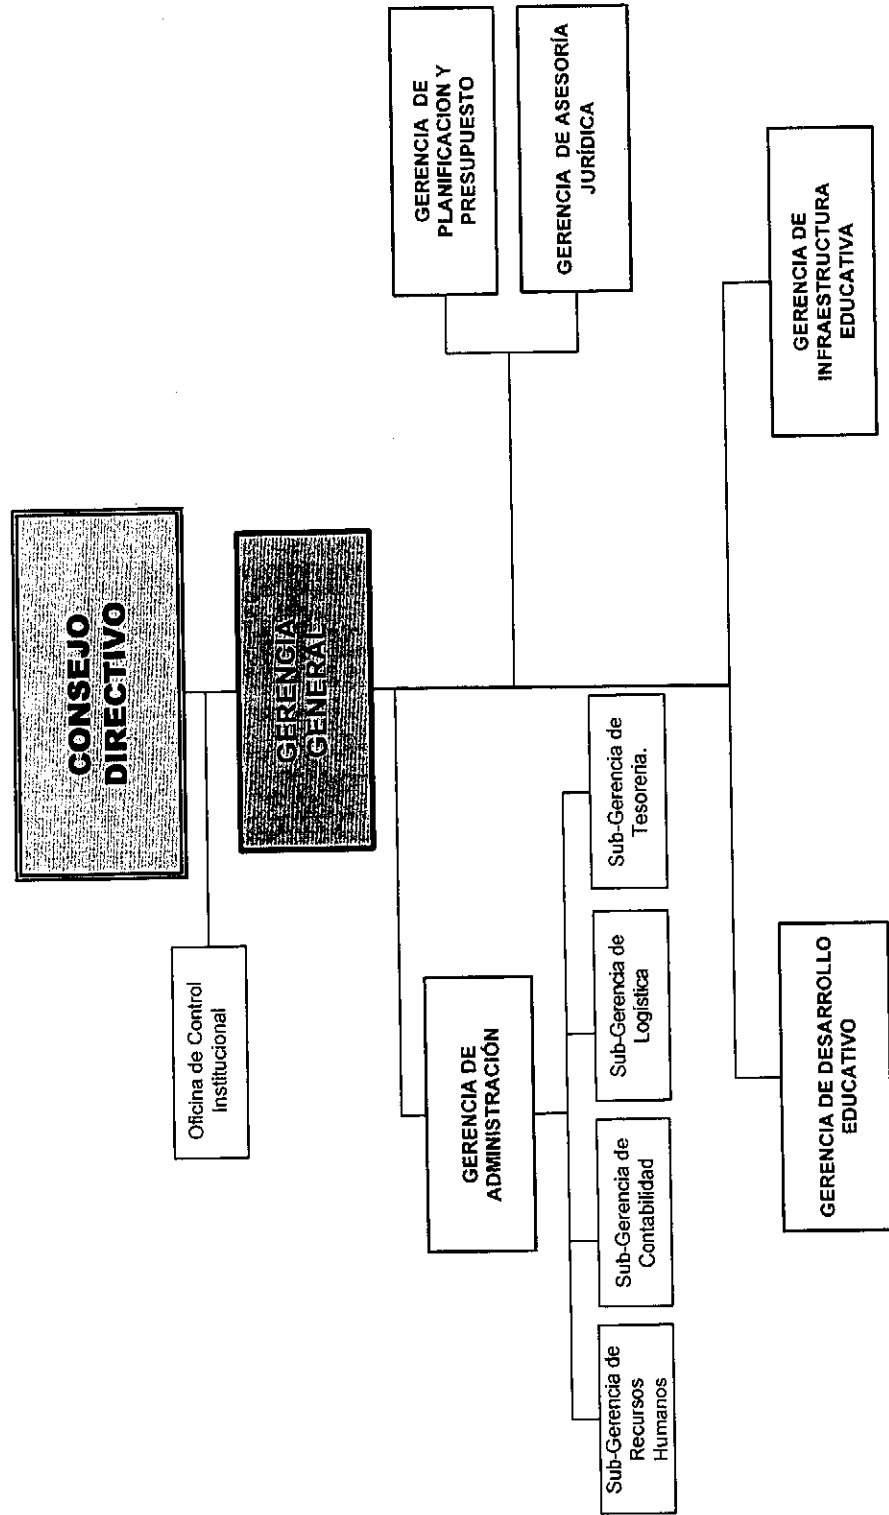 CONSEJO
DIRECTIVO
Oficina de Control
Institucional
GERENCIA
GENERAL
GERENCIA DE
PLANIFICACION Y
PRESUPUESTO
GERENCIA DE ASESORÍA
JURÍDICA
GERENCIA DE
ADMINISTRACIÓN
Sub-Gerencia de
Recursos
Humanos
Sub-Gerencia de
Contabilidad
Sub-Gerencia de
Logística
Sub-Gerencia de
Tesorería.
GERENCIA DE DESARROLLO
EDUCATIVO
GERENCIA DE
INFRAESTRUCTURA
EDUCATIVA